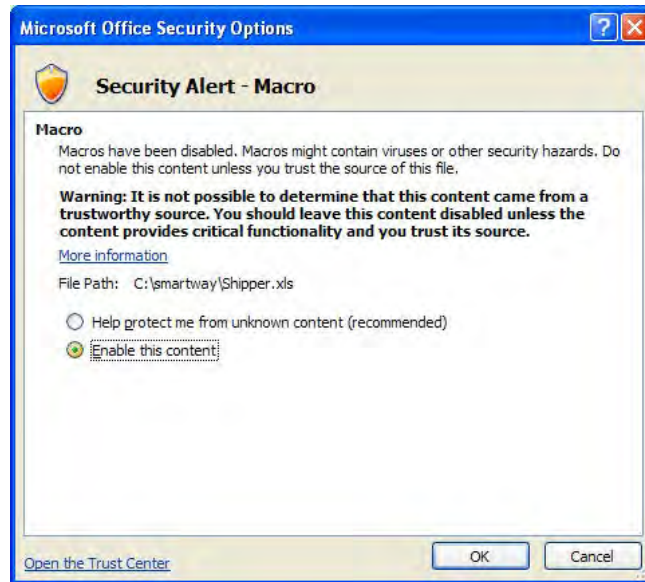 Microsoft Office Security Options
Security Alert - Macro
Macro
Macros have been disabled. Macros might contain viruses or other security hazards. Do
not enable this content unless you trust the source of this file.
Warning: It is not possible to determine that this content came from a
trustworthy source. You should leave this content disabled unless the
content provides critical functionality and you trust its source.
More information
File Path: C:\smartway\Shipper.xls
Help protect me from unknown content (recommended)
Enable this content
Open the Trust Center
OK
Cancel